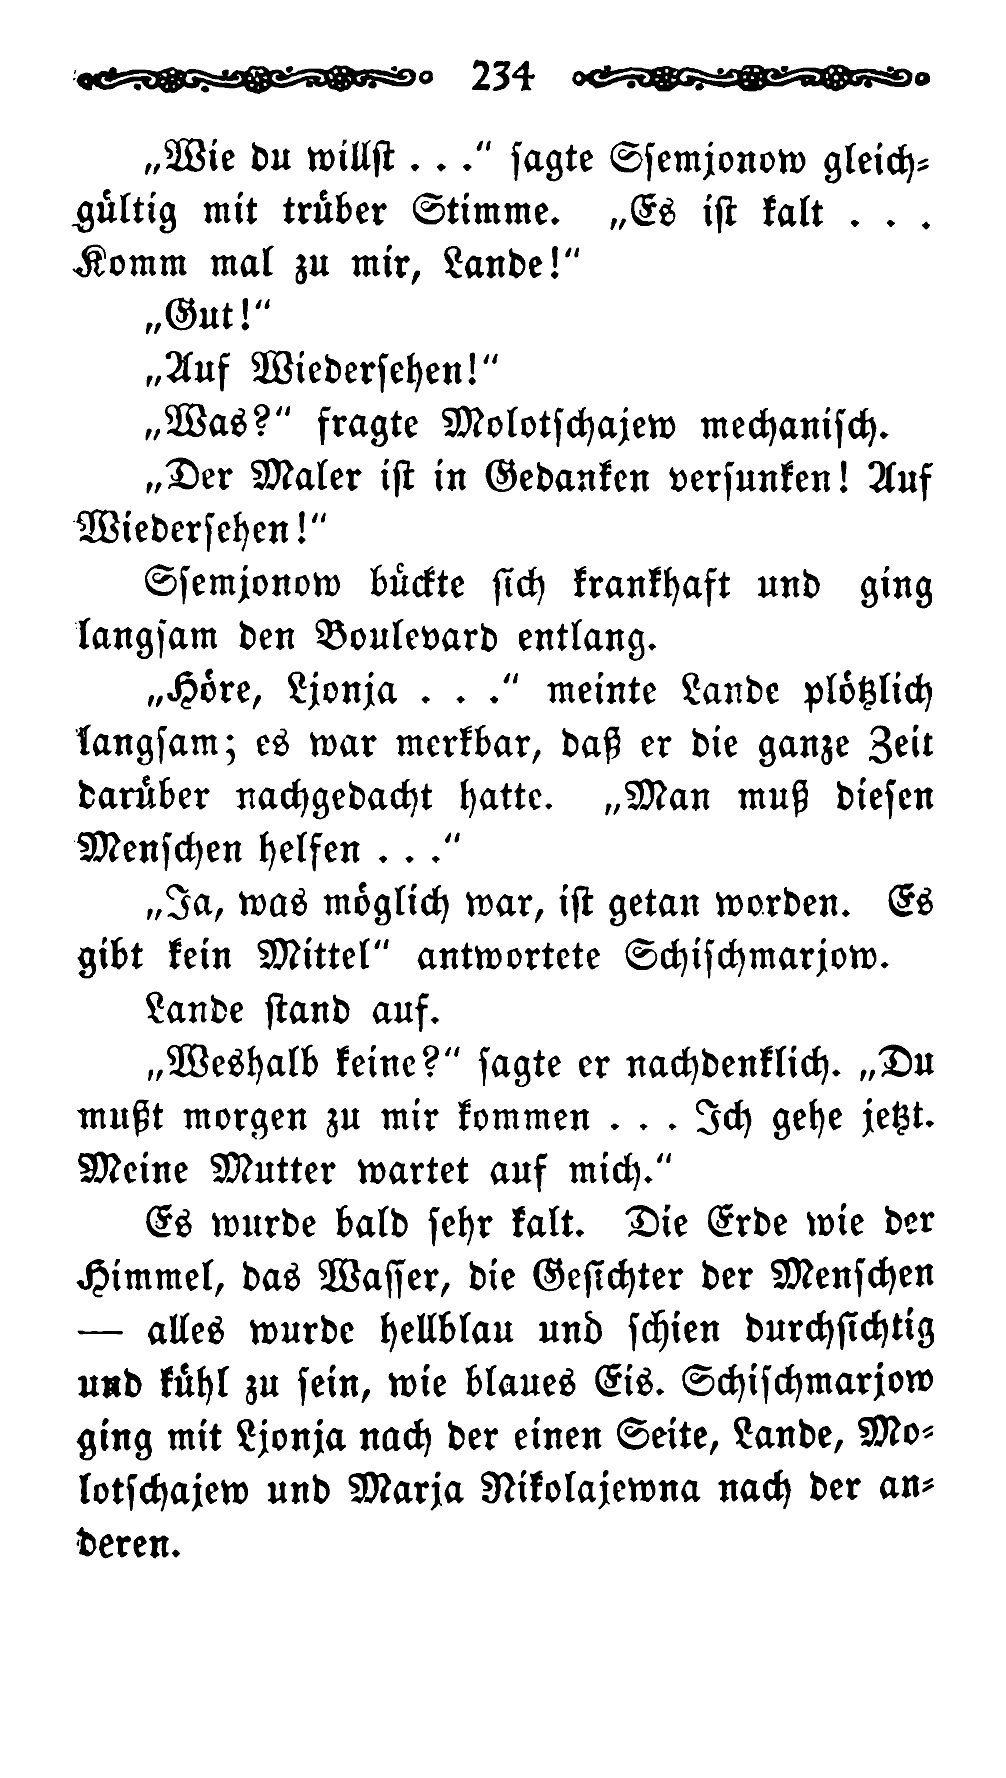 234
„Wie du willst . . .“ sagte Ssemjonow gleich-
gültig mit trüber Stimme. „Es ist kalt . . .
Komm mal zu mir, Lande!“
„Gut!“
„Auf Wiedersehen!“
„Was?“ fragte Molotschajew mechanisch.
„Der Maler ist in Gedanken versunken! Auf
Wiedersehen!“
Ssemjonow bückte sich krankhaft und ging
langsam den Boulevard entlang.
„Höre, Ljonja . . .“ meinte Lande plötzlich
langsam; es war merkbar, daß er die ganze Zeit
darüber nachgedacht hatte. „Man muß diesen
Menschen helfen . . .“
„Ja, was möglich war, ist getan worden. Es
gibt kein Mittel“ antwortete Schischmarjow.
Lande stand auf.
„Weshalb keine?“ sagte er nachdenklich. „Du
mußt morgen zu mir kommen . . . Ich gehe jetzt.
Meine Mutter wartet auf mich.“
Es wurde bald sehr kalt. Die Erde wie der
Himmel, das Wasser, die Gesichter der Menschen
— alles wurde hellblau und schien durchsichtig
und kühl zu sein, wie blaues Eis. Schischmarjow
ging mit Ljonja nach der einen Seite, Lande, Mo-
lotschajew und Marja Nikolajewna nach der an-
deren.